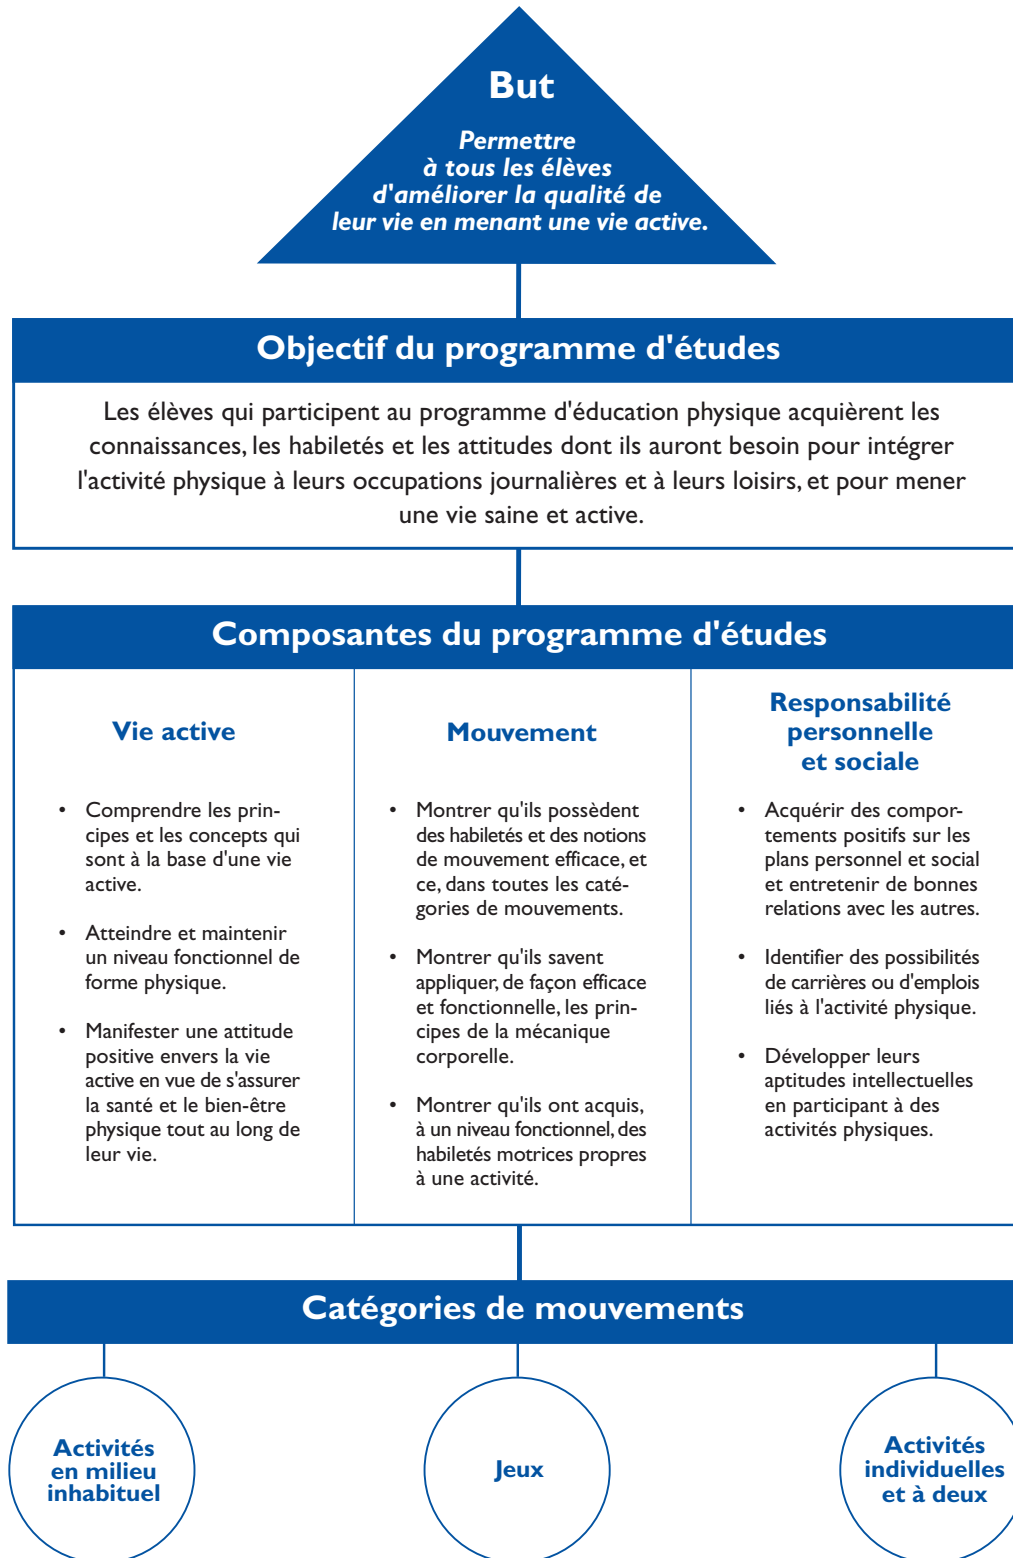 But
Permettre
à tous les élèves
d'améliorer la qualité de
leur vie en menant une vie active.
Objectif du programme d'études
Les élèves qui participent au programme d'éducation physique acquièrent les
connaissances, les habiletés et les attitudes dont ils auront besoin pour intégrer
l'activité physique à leurs occupations journalières et à leurs loisirs, et pour mener
une vie saine et active.
Composantes du programme d'études
Vie active
• Comprendre les prin-
cipes et les concepts qui
sont à la base d'une vie
active.
• Atteindre et maintenir
un niveau fonctionnel de
forme physique.
• Manifester une attitude
positive envers la vie
active en vue de s'assurer
la santé et le bien-être
physique tout au long de
leur vie.
Mouvement
• Montrer qu'ils possèdent
des habiletés et des notions
de mouvement efficace, et
ce, dans toutes les caté-
gories de mouvements.
• Montrer qu'ils savent
appliquer, de façon efficace
et fonctionnelle, les prin-
cipes de la mécanique
corporelle.
• Montrer qu'ils ont acquis,
à un niveau fonctionnel, des
habiletés motrices propres
à une activité.
Responsabilité
personnelle
et sociale
• Acquérir des compor-
tements positifs sur les
plans personnel et social
et entretenir de bonnes
relations avec les autres.
• Identifier des possibilités
de carrières ou d'emplois
liés à l'activité physique.
• Développer leurs
aptitudes intellectuelles
en participant à des
activités physiques.
Catégories de mouvements
Activités
en milieu
inhabituel
Jeux
Activités
individuelles
et à deux